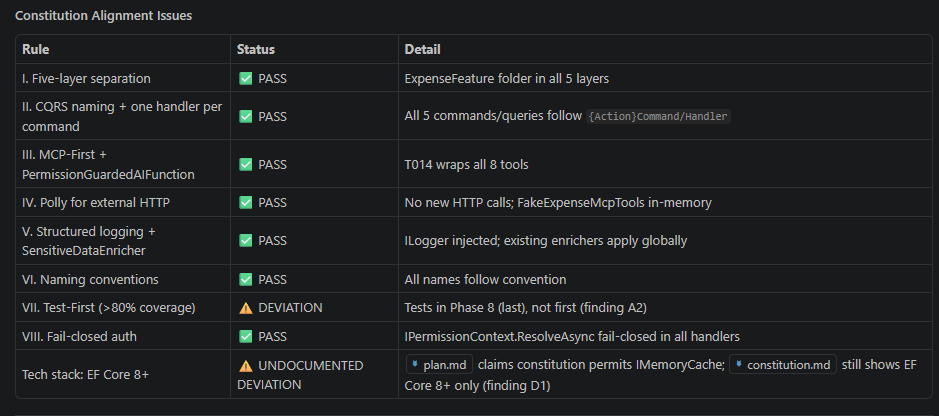 Constitution Alignment Issues
Rule Status Detail
I. Five-layer separation ✅ PASS ExpenseFeature folder in all 5 layers
II. CQRS naming + one handler per
command ✅ PASS All 5 commands/queries follow {Action}Command/Handler
III. MCP-First +
PermissionGuardedAIFunction ✅ PASS T014 wraps all 8 tools
IV. Polly for external HTTP ✅ PASS No new HTTP calls; FakeExpenseMcpTools in-memory
V. Structured logging +
SensitiveDataEnricher ✅ PASS ILogger injected; existing enrichers apply globally
VI. Naming conventions ✅ PASS All names follow convention
VII. Test-First (>80% coverage) ⚠️ DEVIATION Tests in Phase 8 (last), not first (finding A2)
VIII. Fail-closed auth ✅ PASS IPermissionContext.ResolveAsync fail-closed in all handlers
Tech stack: EF Core 8+ ⚠️ UNDOCUMENTED
DEVIATION plan.md claims constitution permits IMemoryCache; constitution.md still shows EF
Core 8+ only (finding D1)